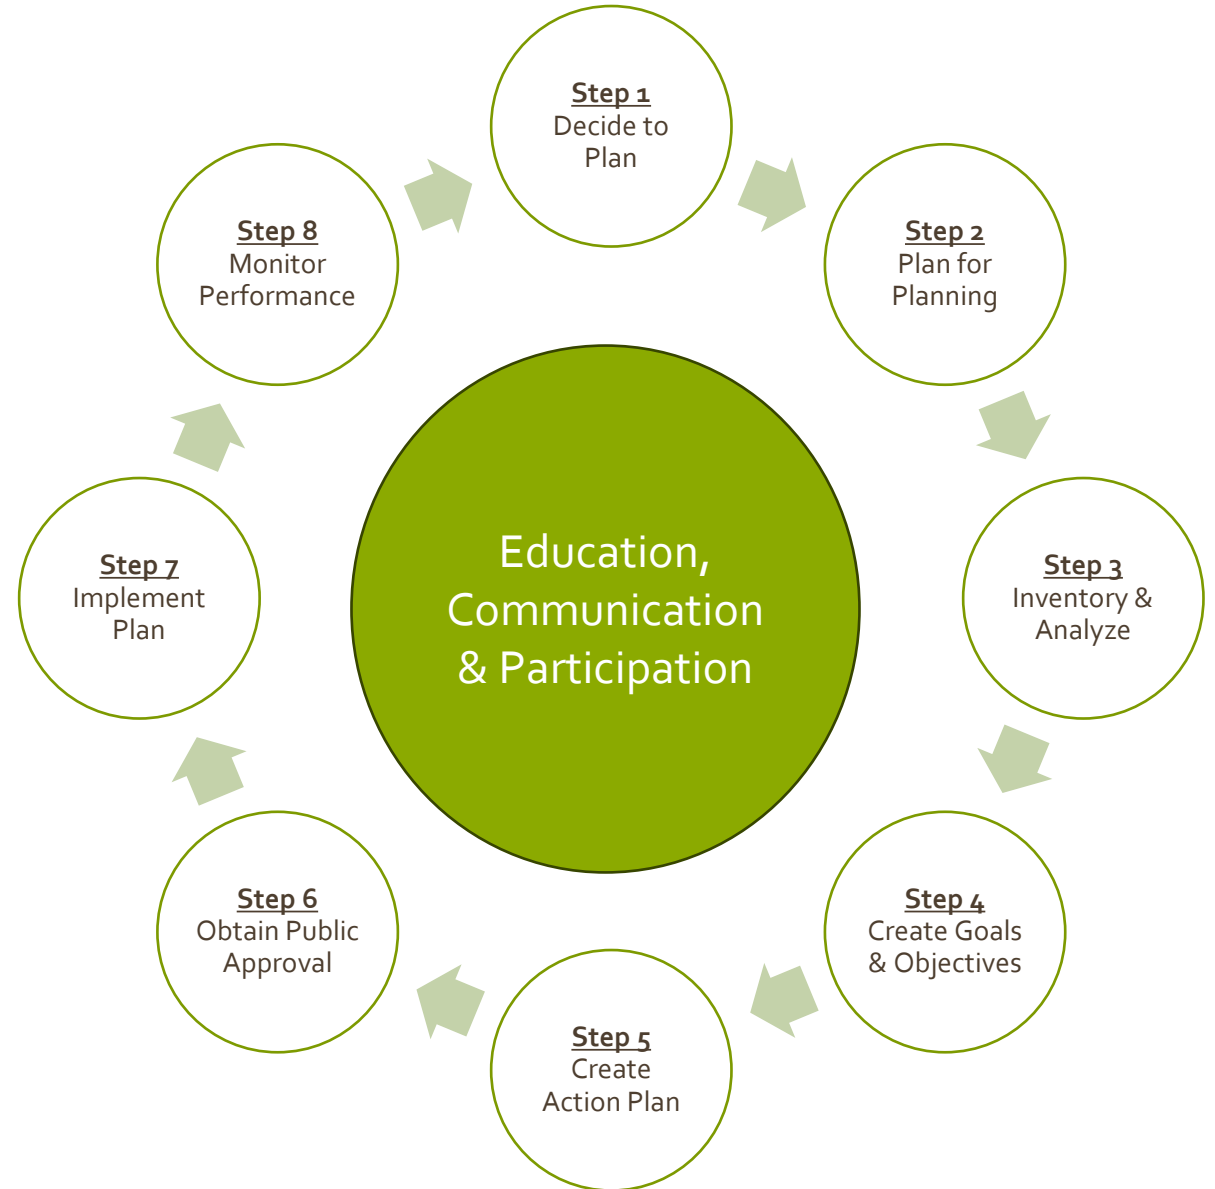 Step 1
Decide to
Plan
Step 2
Plan for
Planning
Step 3
Inventory &
Analyze
Step 4
Create Goals
& Objectives
Step 5
Create
Action Plan
Step 6
Obtain Public
Approval
Step 7
Implement
Plan
Step 8
Monitor
Performance
Education,
Communication
& Participation